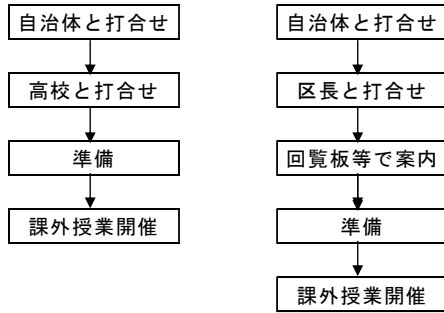 自治体と打合せ
高校と打合せ
準備
課外授業開催
自治体と打合せ
区長と打合せ
回覧板等で案内
準備
課外授業開催